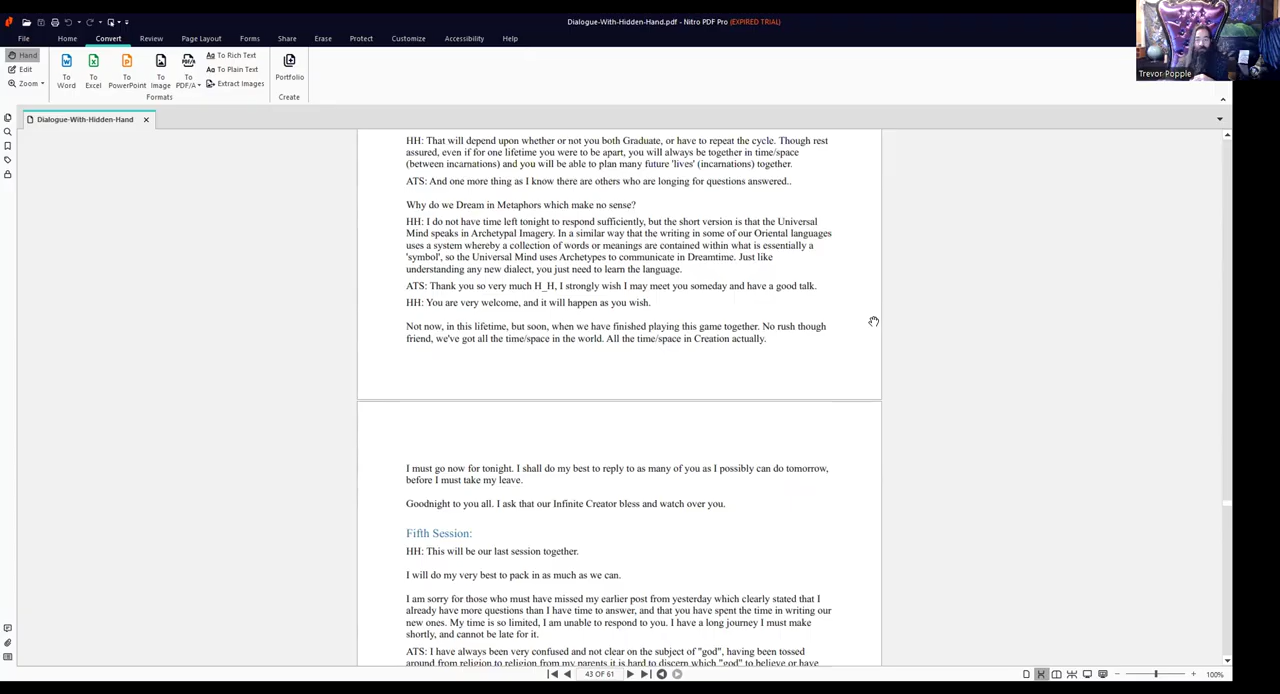 Dialogue-With-Hidden-Hand.pdf - Nitro PDF Pro (EXPIRED TRIAL)
File
Home
Convert
Review
Page Layout
Forms
Share
Erase
Protect
Customize
Accessibility
Help
Hand
Edit
Zoom
To Word
To Excel
To PowerPoint
To Image
To PDF/A
To Rich Text
To Plain Text
Extract Images
Formats
Portfolio
Create
Trevor Popple
Dialogue-With-Hidden-Hand
HH: That will depend upon whether or not you both Graduate, or have to repeat the cycle. Though rest
assured, even if for one lifetime you were to be apart, you will always be together in time/space
(between incarnations) and you will be able to plan many future 'lives' (incarnations) together.
ATS: And one more thing as I know there are others who are longing for questions answered..
Why do we Dream in Metaphors which make no sense?
HH: I do not have time left tonight to respond sufficiently, but the short version is that the Universal
Mind speaks in Archetypal Imagery. In a similar way that the writing in some of our Oriental languages
uses a system whereby a collection of words or meanings are contained within what is essentially a
'symbol', so the Universal Mind uses Archetypes to communicate in Dreamtime. Just like
understanding any new dialect, you just need to learn the language.
ATS: Thank you so very much H_H, I strongly wish I may meet you someday and have a good talk.
HH: You are very welcome, and it will happen as you wish.
Not now, in this lifetime, but soon, when we have finished playing this game together. No rush though
friend, we've got all the time/space in the world. All the time/space in Creation actually.
I must go now for tonight. I shall do my best to reply to as many of you as I possibly can do tomorrow,
before I must take my leave.
Goodnight to you all. I ask that our Infinite Creator bless and watch over you.
Fifth Session:
HH: This will be our last session together.
I will do my very best to pack in as much as we can.
I am sorry for those who must have missed my earlier post from yesterday which clearly stated that I
already have more questions than I have time to answer, and that you have spent the time in writing our
new ones. My time is so limited, I am unable to respond to you. I have a long journey I must make
shortly, and cannot be late for it.
ATS: I have always been very confused and not clear on the subject of "god", having been tossed
around from religion to religion from my parents it is hard to discern which "god" to believe or have
43 OF 61
100%